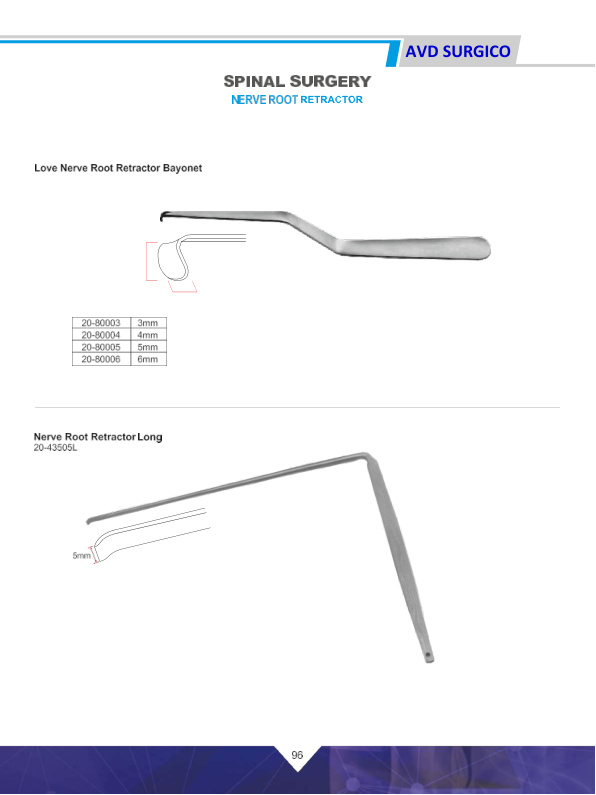 AVD SURGICO
SPINAL SURGERY
NERVE ROOT RETRACTOR
Love Nerve Root Retractor Bayonet
20-80003 3mm
20-80004 4mm
20-80005 5mm
20-80006 6mm
Nerve Root Retractor Long
20-43505L
5mm
96